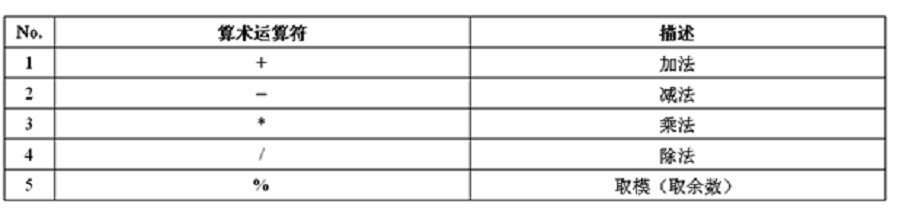 No. 算术运算符 描述
1 + 加法
2 － 减法
3 * 乘法
4 / 除法
5 % 取模（取余数）